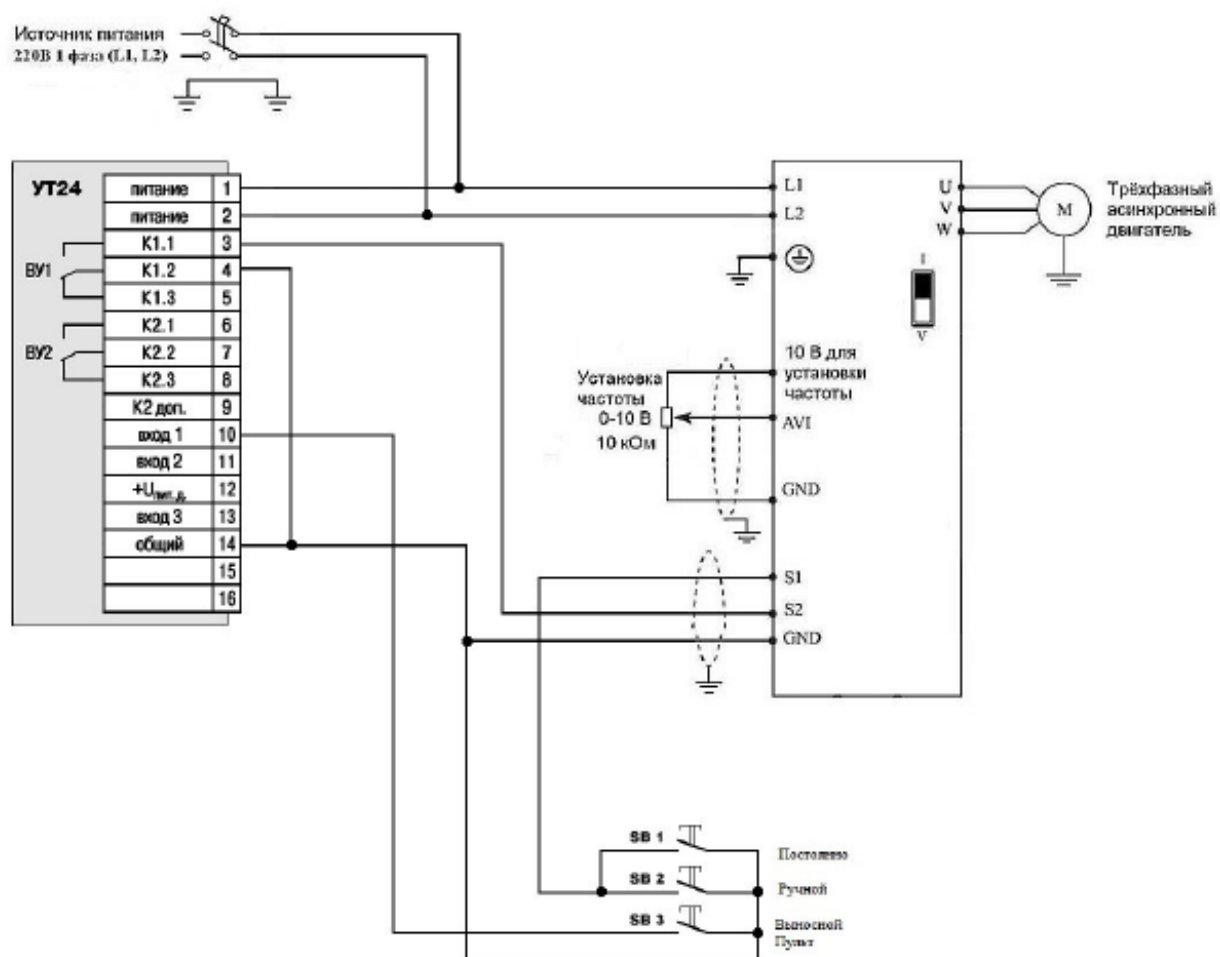 Источник питания
220В 1 фаза (L1, L2)
УТ24
питание 1
питание 2
К1.1 3
ВУ1
К1.2 4
К1.3 5
К2.1 6
ВУ2
К2.2 7
К2.3 8
К2 доп. 9
вход 1 10
вход 2 11
+Uпит.д. 12
вход 3 13
общий 14
15
16
L1
L2
U
V
W
M
Трёхфазный
асинхронный
двигатель
I
V
10 В для
установки
частоты
Установка
частоты
0-10 В
10 кОм
AVI
GND
S1
S2
GND
SB 1
Постоянно
SB 2
Ручной
SB 3
Выносной
Пульт